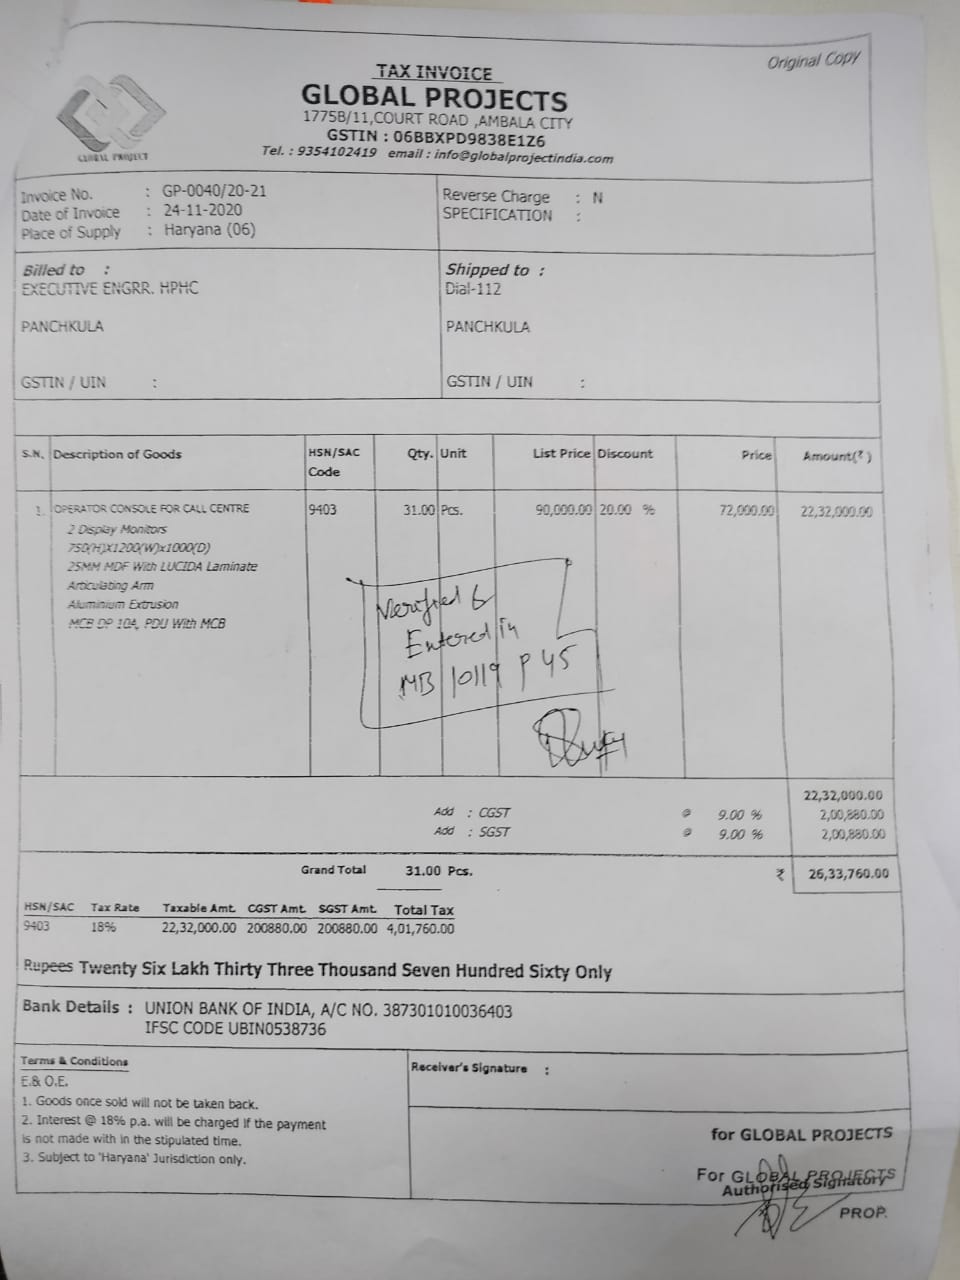 Original Copy
TAX INVOICE
GLOBAL PROJECTS
1775B/11,COURT ROAD ,AMBALA CITY
GSTIN : 06BBXPD9838E1Z6
Tel. : 9354102419 email : info@globalprojectindia.com
GLOBAL PROJECT
Invoice No. : GP-0040/20-21
Date of Invoice : 24-11-2020
Place of Supply : Haryana (06)
Reverse Charge : N
SPECIFICATION :
Billed to :
EXECUTIVE ENGRR. HPHC
PANCHKULA
GSTIN / UIN :
Shipped to :
Dial-112
PANCHKULA
GSTIN / UIN :
S.N. Description of Goods HSN/SAC Code Qty. Unit List Price Discount Price Amount(₹ )
1. OPERATOR CONSOLE FOR CALL CENTRE 9403 31.00 Pcs. 90,000.00 20.00 % 72,000.00 22,32,000.00
2 Display Monitors
750(H)X1200(W)x1000(D)
25MM MDF With LUCIDA Laminate
Articulating Arm
Aluminium Extrusion
MCB DP 10A, PDU With MCB
Verified &
Entered in
MB 10119 P 45
22,32,000.00
Add : CGST @ 9.00 % 2,00,880.00
Add : SGST @ 9.00 % 2,00,880.00
Grand Total 31.00 Pcs. ₹ 26,33,760.00
HSN/SAC Tax Rate Taxable Amt. CGST Amt. SGST Amt. Total Tax
9403 18% 22,32,000.00 200880.00 200880.00 4,01,760.00
Rupees Twenty Six Lakh Thirty Three Thousand Seven Hundred Sixty Only
Bank Details : UNION BANK OF INDIA, A/C NO. 387301010036403
IFSC CODE UBIN0538736
Terms & Conditions
E.& O.E.
1. Goods once sold will not be taken back.
2. Interest @ 18% p.a. will be charged if the payment
is not made with in the stipulated time.
3. Subject to 'Haryana' Jurisdiction only.
Receiver's Signature :
for GLOBAL PROJECTS
For GLOBAL PROJECTS
Authorised Signatory
PROP.